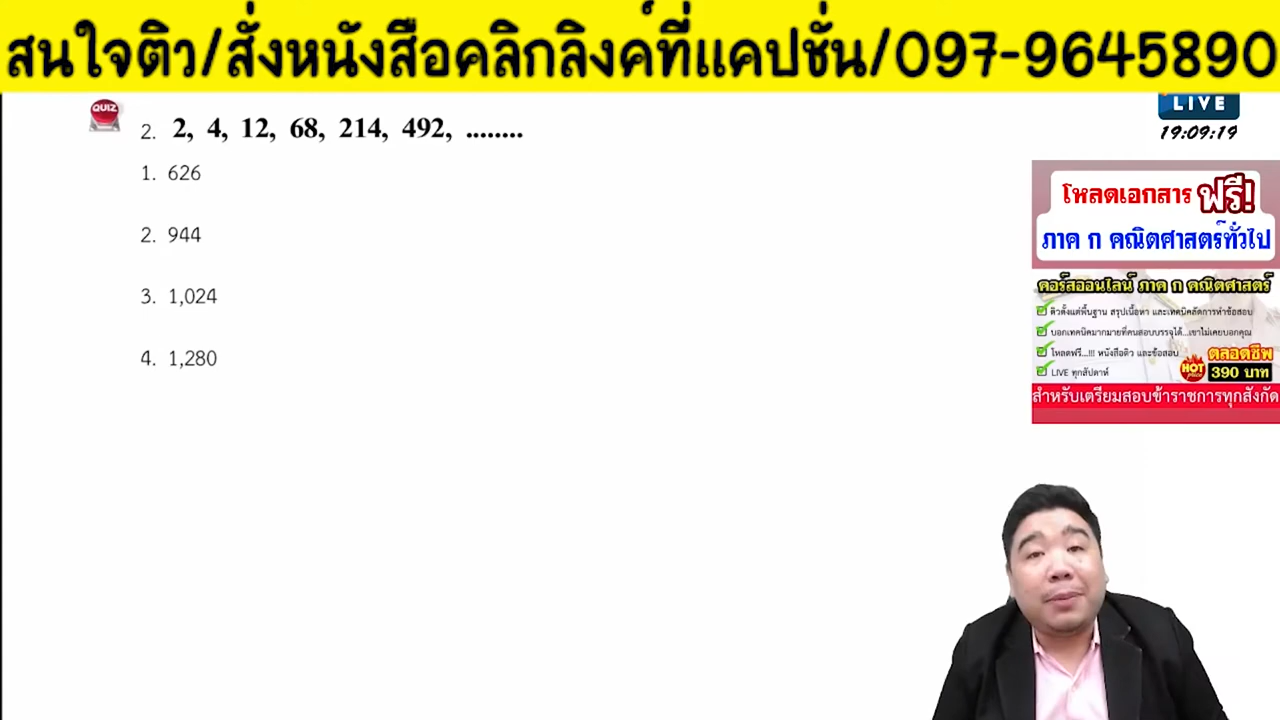 สนใจติว/สั่งหนังสือคลิกลิงค์ที่แคปชั่น/097-9645890
QUIZ
2. 2, 4, 12, 68, 214, 492, ........
1. 626
2. 944
3. 1,024
4. 1,280
LIVE
19:09:19
โหลดเอกสาร ฟรี!
ภาค ก คณิตศาสตร์ทั่วไป
คอร์สออนไลน์ ภาค ก คณิตศาสตร์
ติวตั้งแต่พื้นฐาน สรุปเนื้อหา และเทคนิคลัดการทำข้อสอบ
บอกเทคนิคมากมายที่คนสอบบรรจุได้...เขาไม่เคยบอกคุณ
โหลดฟรี...!!! หนังสือติว และข้อสอบ
LIVE ทุกสัปดาห์
HOT
ตลอดชีพ
390 บาท
สำหรับเตรียมสอบข้าราชการทุกสังกัด